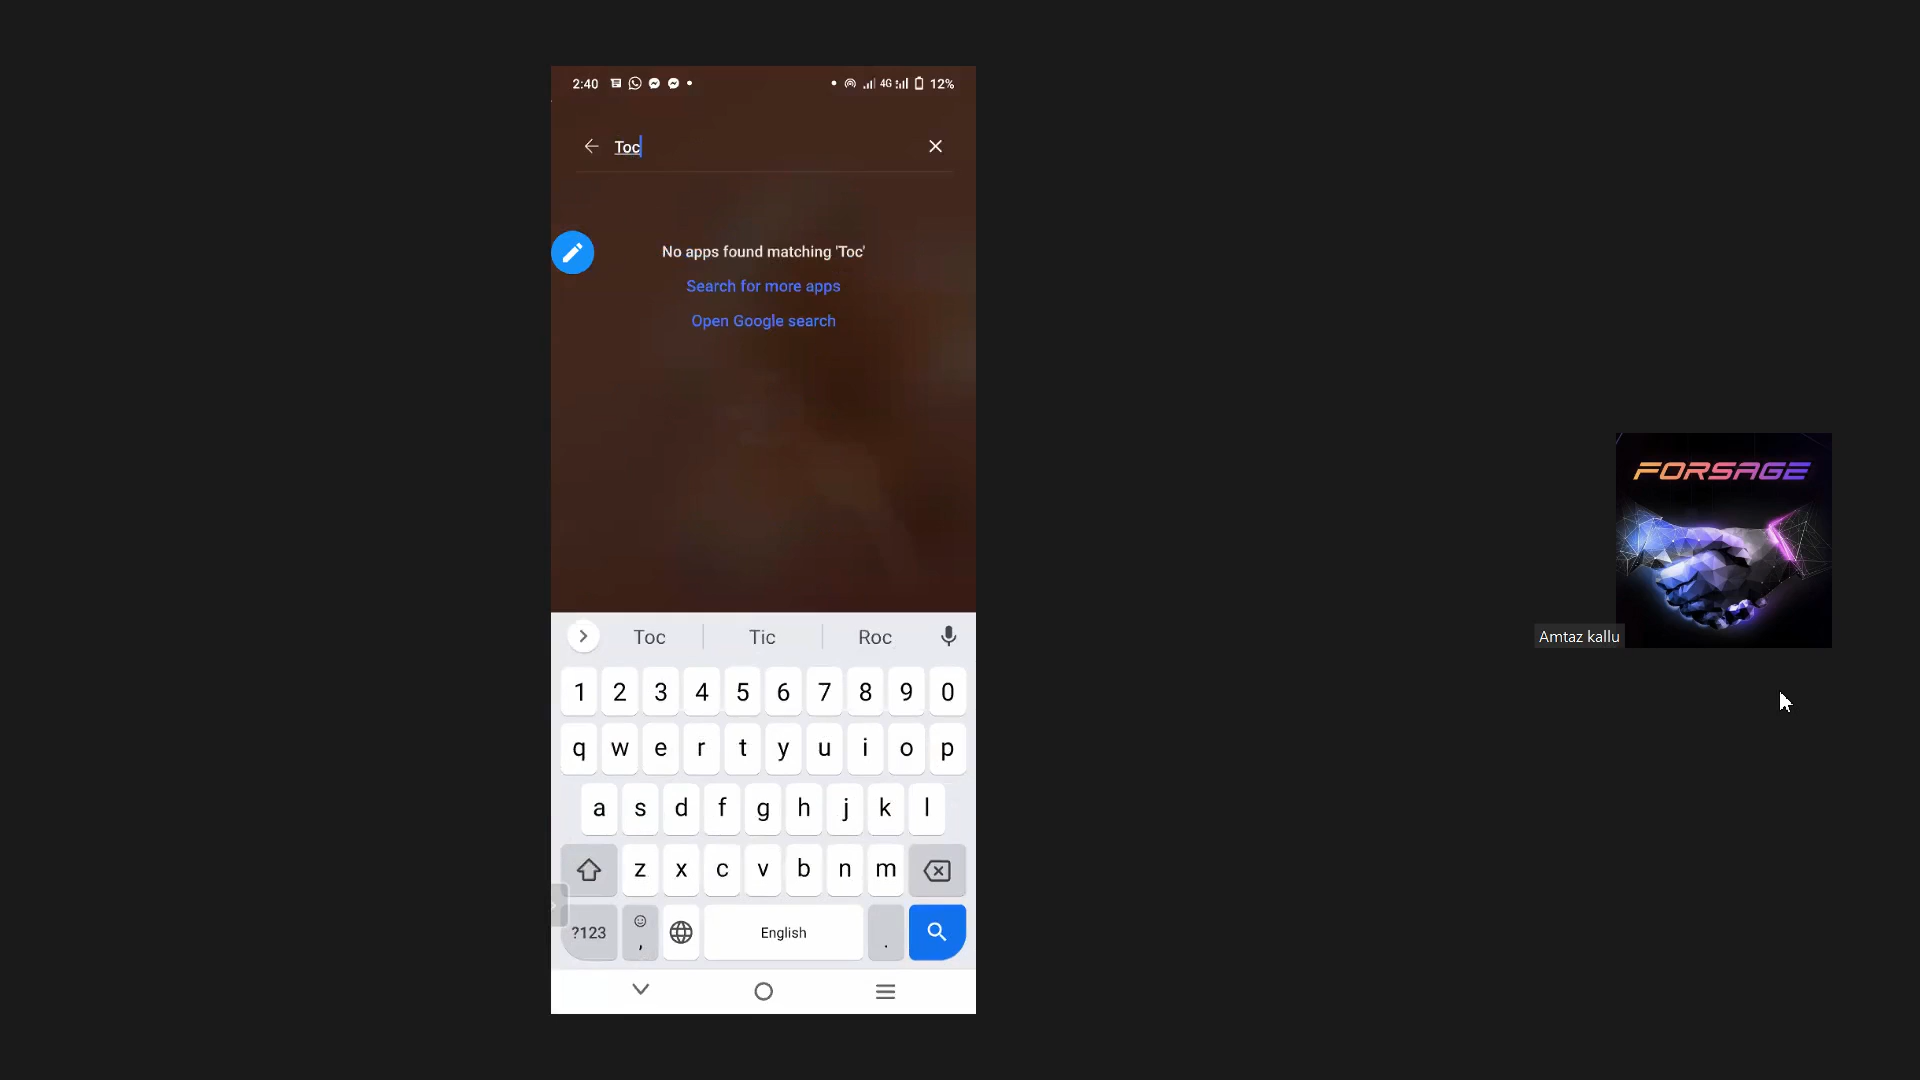 2:40
4G
12%
Toc
No apps found matching 'Toc'
Search for more apps
Open Google search
FORSAGE
Amtaz kallu
Toc Tic Roc
1 2 3 4 5 6 7 8 9 0
q w e r t y u i o p
a s d f g h j k l
z x c v b n m
?123 , English .